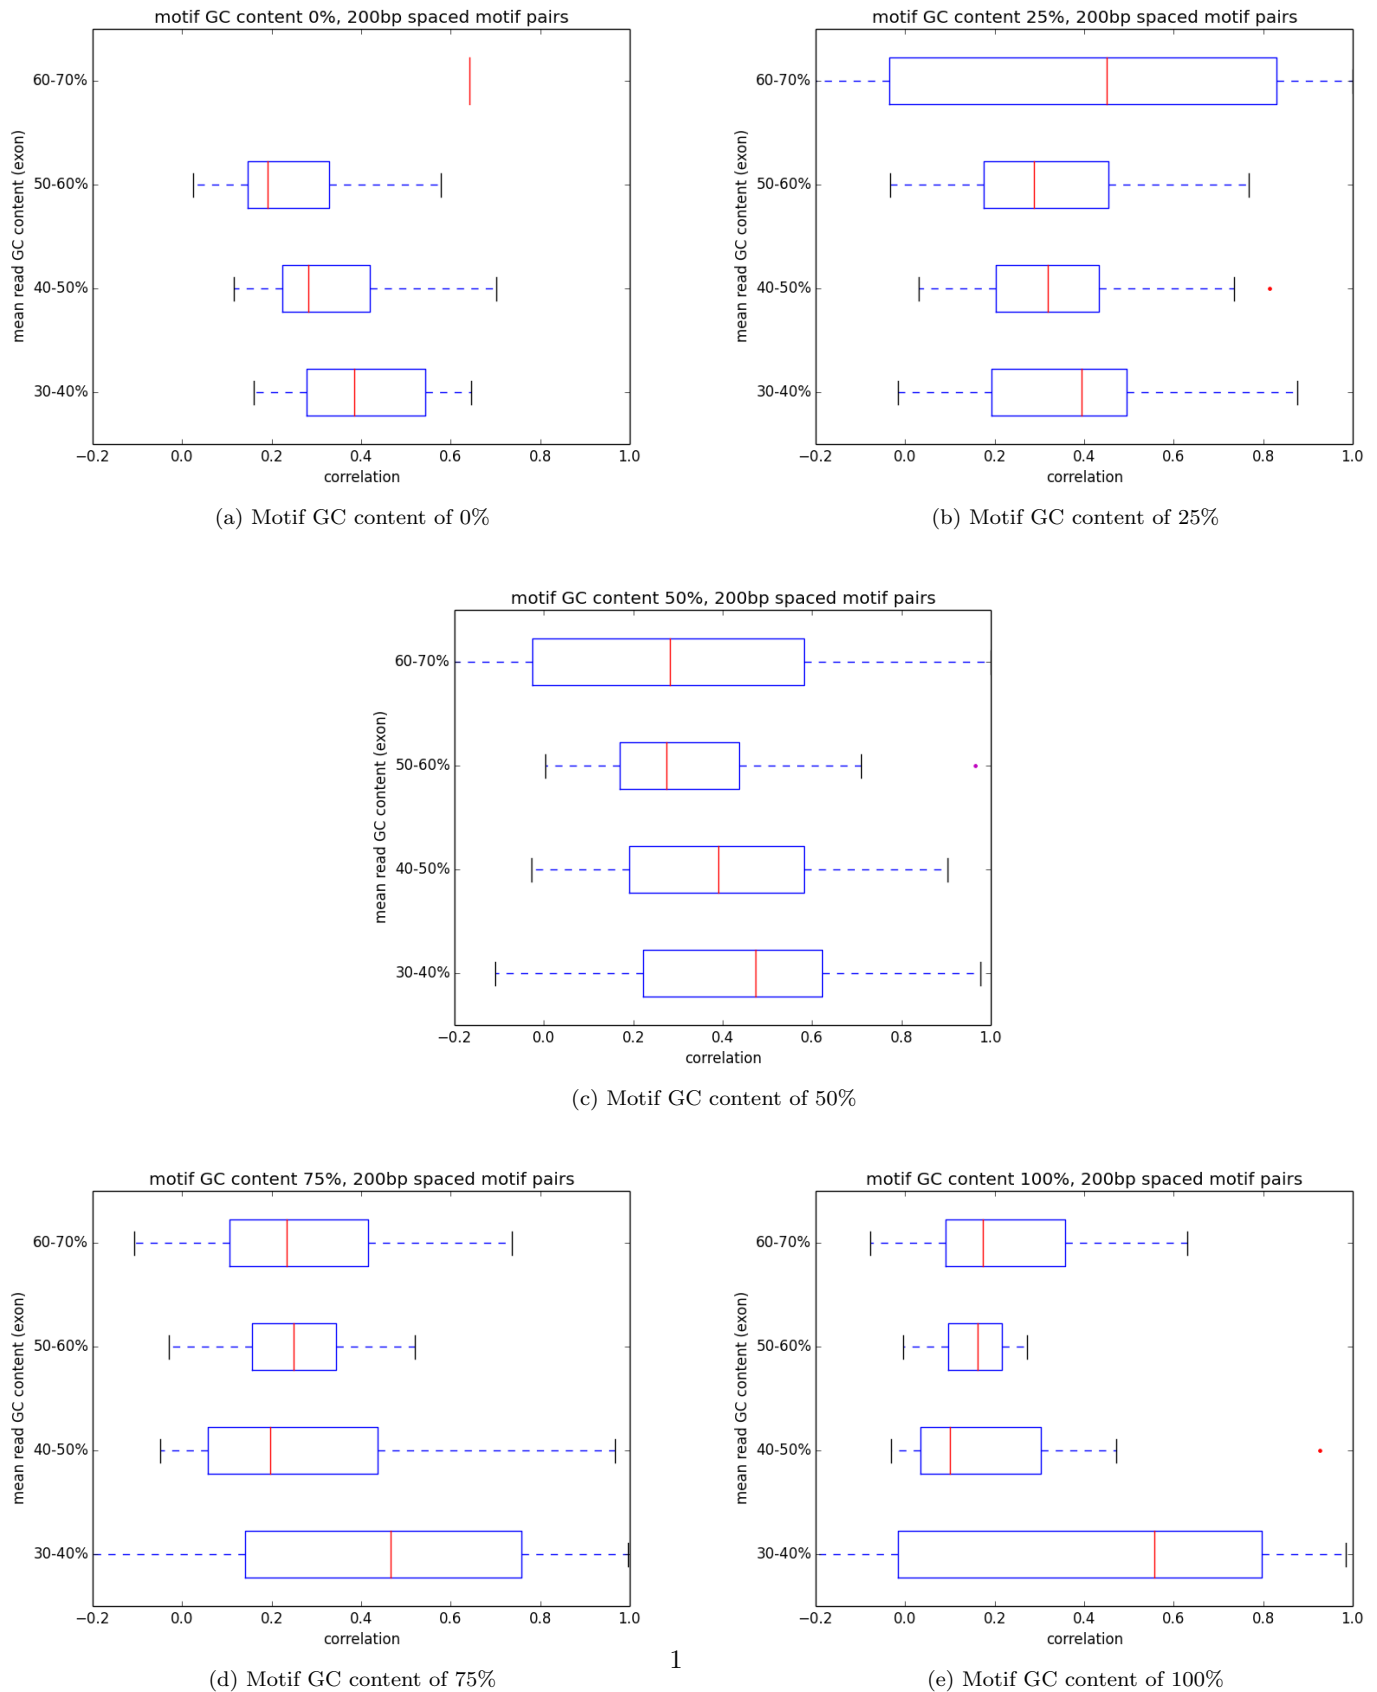 motif GC content 0%, 200bp spaced motif pairs
mean read GC content (exon)
60-70%
50-60%
40-50%
30-40%
−0.2 0.0 0.2 0.4 0.6 0.8 1.0
correlation
(a) Motif GC content of 0%
motif GC content 25%, 200bp spaced motif pairs
mean read GC content (exon)
60-70%
50-60%
40-50%
30-40%
−0.2 0.0 0.2 0.4 0.6 0.8 1.0
correlation
(b) Motif GC content of 25%
motif GC content 50%, 200bp spaced motif pairs
mean read GC content (exon)
60-70%
50-60%
40-50%
30-40%
−0.2 0.0 0.2 0.4 0.6 0.8 1.0
correlation
(c) Motif GC content of 50%
motif GC content 75%, 200bp spaced motif pairs
mean read GC content (exon)
60-70%
50-60%
40-50%
30-40%
−0.2 0.0 0.2 0.4 0.6 0.8 1.0
correlation
(d) Motif GC content of 75%
motif GC content 100%, 200bp spaced motif pairs
mean read GC content (exon)
60-70%
50-60%
40-50%
30-40%
−0.2 0.0 0.2 0.4 0.6 0.8 1.0
correlation
(e) Motif GC content of 100%
1